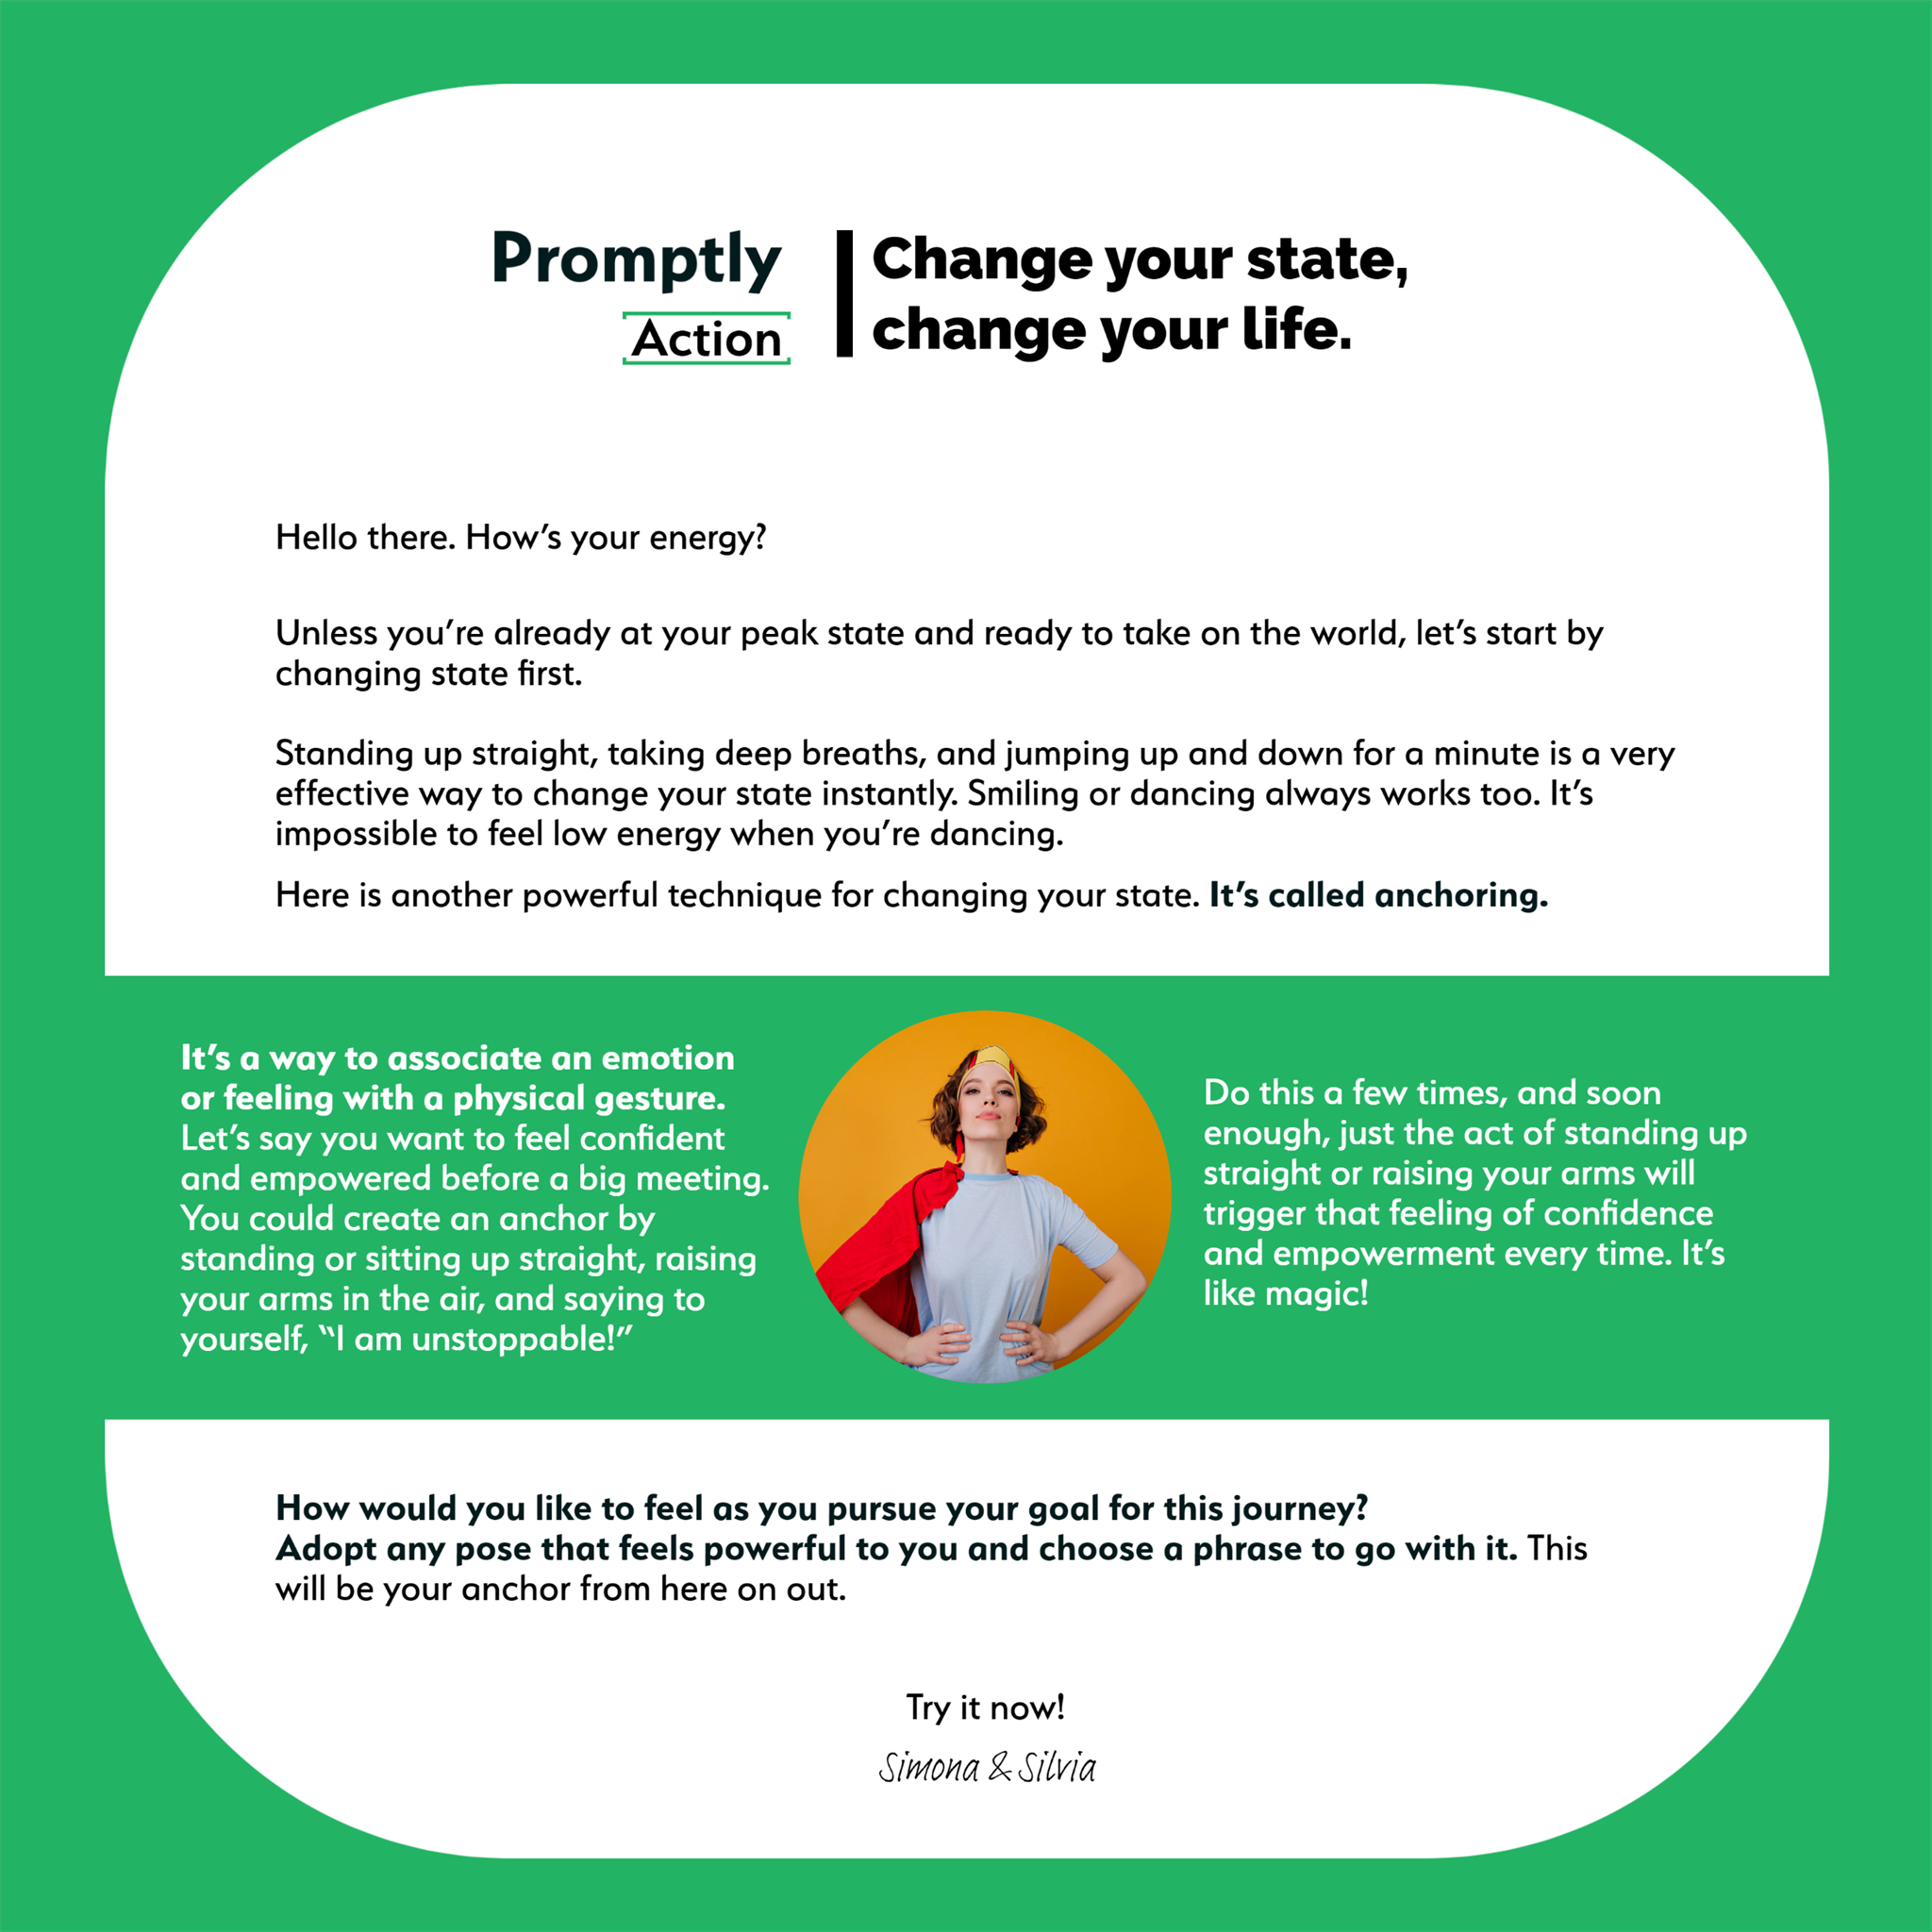 Promptly
Action
Change your state,
change your life.
Hello there. How’s your energy?
Unless you’re already at your peak state and ready to take on the world, let’s start by
changing state first.
Standing up straight, taking deep breaths, and jumping up and down for a minute is a very
effective way to change your state instantly. Smiling or dancing always works too. It’s
impossible to feel low energy when you’re dancing.
Here is another powerful technique for changing your state. It’s called anchoring.
It’s a way to associate an emotion
or feeling with a physical gesture.
Let’s say you want to feel confident
and empowered before a big meeting.
You could create an anchor by
standing or sitting up straight, raising
your arms in the air, and saying to
yourself, “I am unstoppable!”
Do this a few times, and soon
enough, just the act of standing up
straight or raising your arms will
trigger that feeling of confidence
and empowerment every time. It’s
like magic!
How would you like to feel as you pursue your goal for this journey?
Adopt any pose that feels powerful to you and choose a phrase to go with it. This
will be your anchor from here on out.
Try it now!
Simona & Silvia